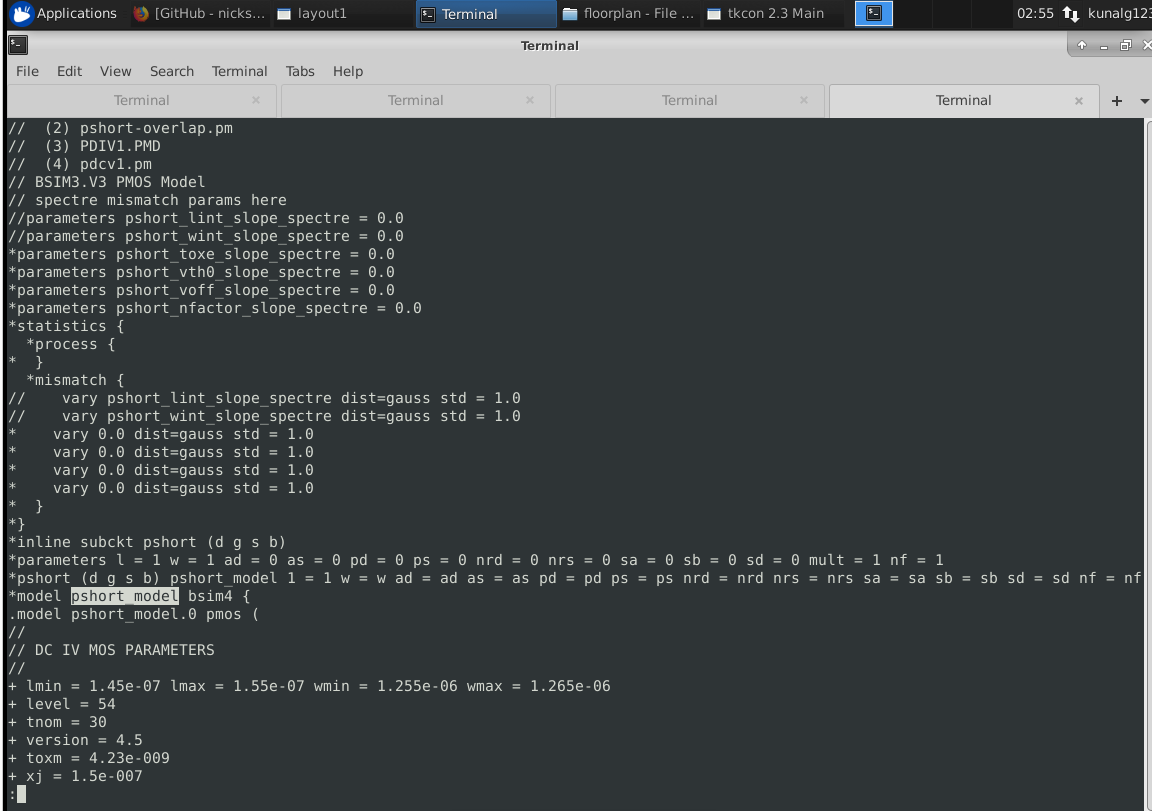 Applications [GitHub - nicks... layout1 Terminal floorplan - File ... tkcon 2.3 Main 02:55 kunalg123
Terminal
File Edit View Search Terminal Tabs Help
Terminal Terminal Terminal Terminal
//  (2) pshort-overlap.pm
//  (3) PDIV1.PMD
//  (4) pdcv1.pm
// BSIM3.V3 PMOS Model
// spectre mismatch params here
//parameters pshort_lint_slope_spectre = 0.0
//parameters pshort_wint_slope_spectre = 0.0
*parameters pshort_toxe_slope_spectre = 0.0
*parameters pshort_vth0_slope_spectre = 0.0
*parameters pshort_voff_slope_spectre = 0.0
*parameters pshort_nfactor_slope_spectre = 0.0
*statistics {
  *process {
*  }
  *mismatch {
//    vary pshort_lint_slope_spectre dist=gauss std = 1.0
//    vary pshort_wint_slope_spectre dist=gauss std = 1.0
*    vary 0.0 dist=gauss std = 1.0
*    vary 0.0 dist=gauss std = 1.0
*    vary 0.0 dist=gauss std = 1.0
*    vary 0.0 dist=gauss std = 1.0
*  }
*}
*inline subckt pshort (d g s b)
*parameters l = 1 w = 1 ad = 0 as = 0 pd = 0 ps = 0 nrd = 0 nrs = 0 sa = 0 sb = 0 sd = 0 mult = 1 nf = 1
*pshort (d g s b) pshort_model l = l w = w ad = ad as = as pd = pd ps = ps nrd = nrd nrs = nrs sa = sa sb = sb sd = sd nf = nf
*model pshort_model bsim4 {
.model pshort_model.0 pmos (
//
// DC IV MOS PARAMETERS
//
+ lmin = 1.45e-07 lmax = 1.55e-07 wmin = 1.255e-06 wmax = 1.265e-06
+ level = 54
+ tnom = 30
+ version = 4.5
+ toxm = 4.23e-009
+ xj = 1.5e-007
: